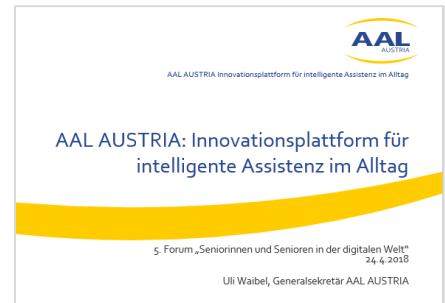 AAL
AUSTRIA
AAL AUSTRIA Innovationsplattform für intelligente Assistenz im Alltag
AAL AUSTRIA: Innovationsplattform für
intelligente Assistenz im Alltag
5. Forum „Seniorinnen und Senioren in der digitalen Welt“
24.4.2018
Uli Waibel, Generalsekretär AAL AUSTRIA